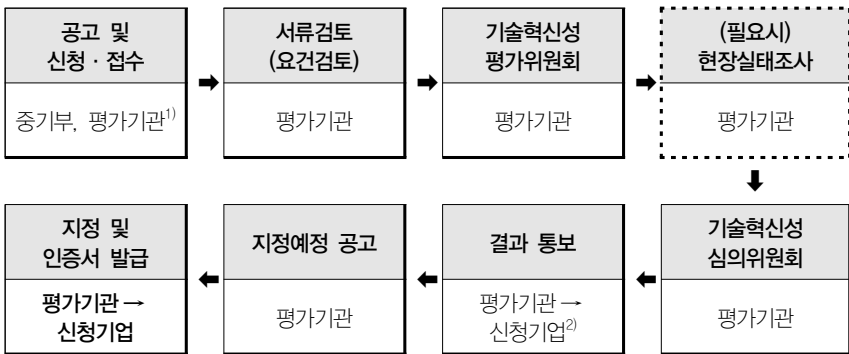 공고 및
신청 · 접수
중기부, 평가기관1)
서류검토
(요건검토)
평가기관
기술혁신성
평가위원회
평가기관
(필요시)
현장실태조사
평가기관
기술혁신성
심의위원회
평가기관
결과 통보
평가기관 →
신청기업2)
지정예정 공고
평가기관
지정 및
인증서 발급
평가기관 →
신청기업